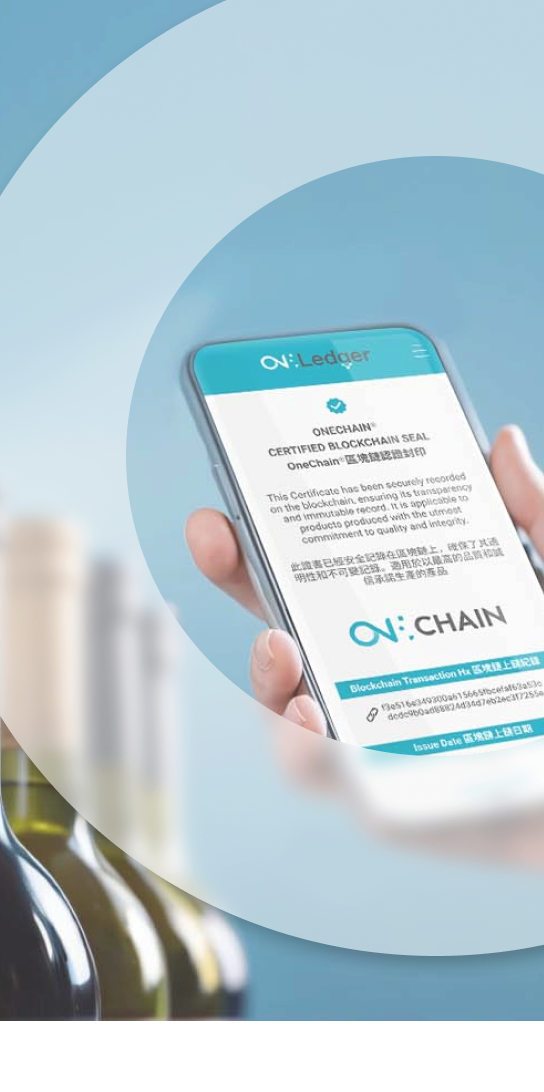 ON:Ledger
ONECHAIN®
CERTIFIED BLOCKCHAIN SEAL
OneChain® 區塊鏈認證封印
This Certificate has been securely recorded
on the blockchain, ensuring its transparency
and immutable record. It is applicable to
products produced with the utmost
commitment to quality and integrity.
此證書已經安全記錄在區塊鏈上，確保了其透
明性和不可變記錄。適用於以最高的品質和誠
信承諾生產的產品
ON:CHAIN
Blockchain Transaction Hx 區塊鏈上鏈紀錄
Issue Date 區塊鏈上鏈日期